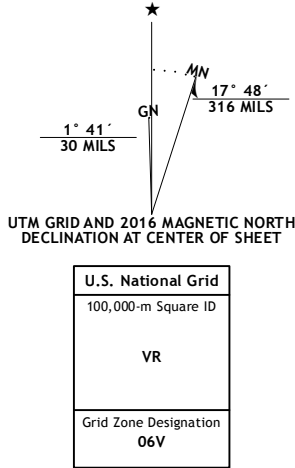 ★
MN
GN
17° 48´
316 MILS
1° 41´
30 MILS
UTM GRID AND 2016 MAGNETIC NORTH
DECLINATION AT CENTER OF SHEET
U.S. National Grid
100,000-m Square ID
VR
Grid Zone Designation
06V